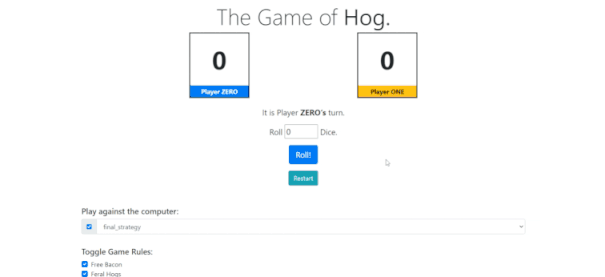 The Game of Hog.
0 0
Player ZERO Player ONE
It is Player ZERO's turn.
Roll 0 Dice.
Roll!
Restart
Play against the computer:
final_strategy
Toggle Game Rules:
Free Bacon
Feral Hogs